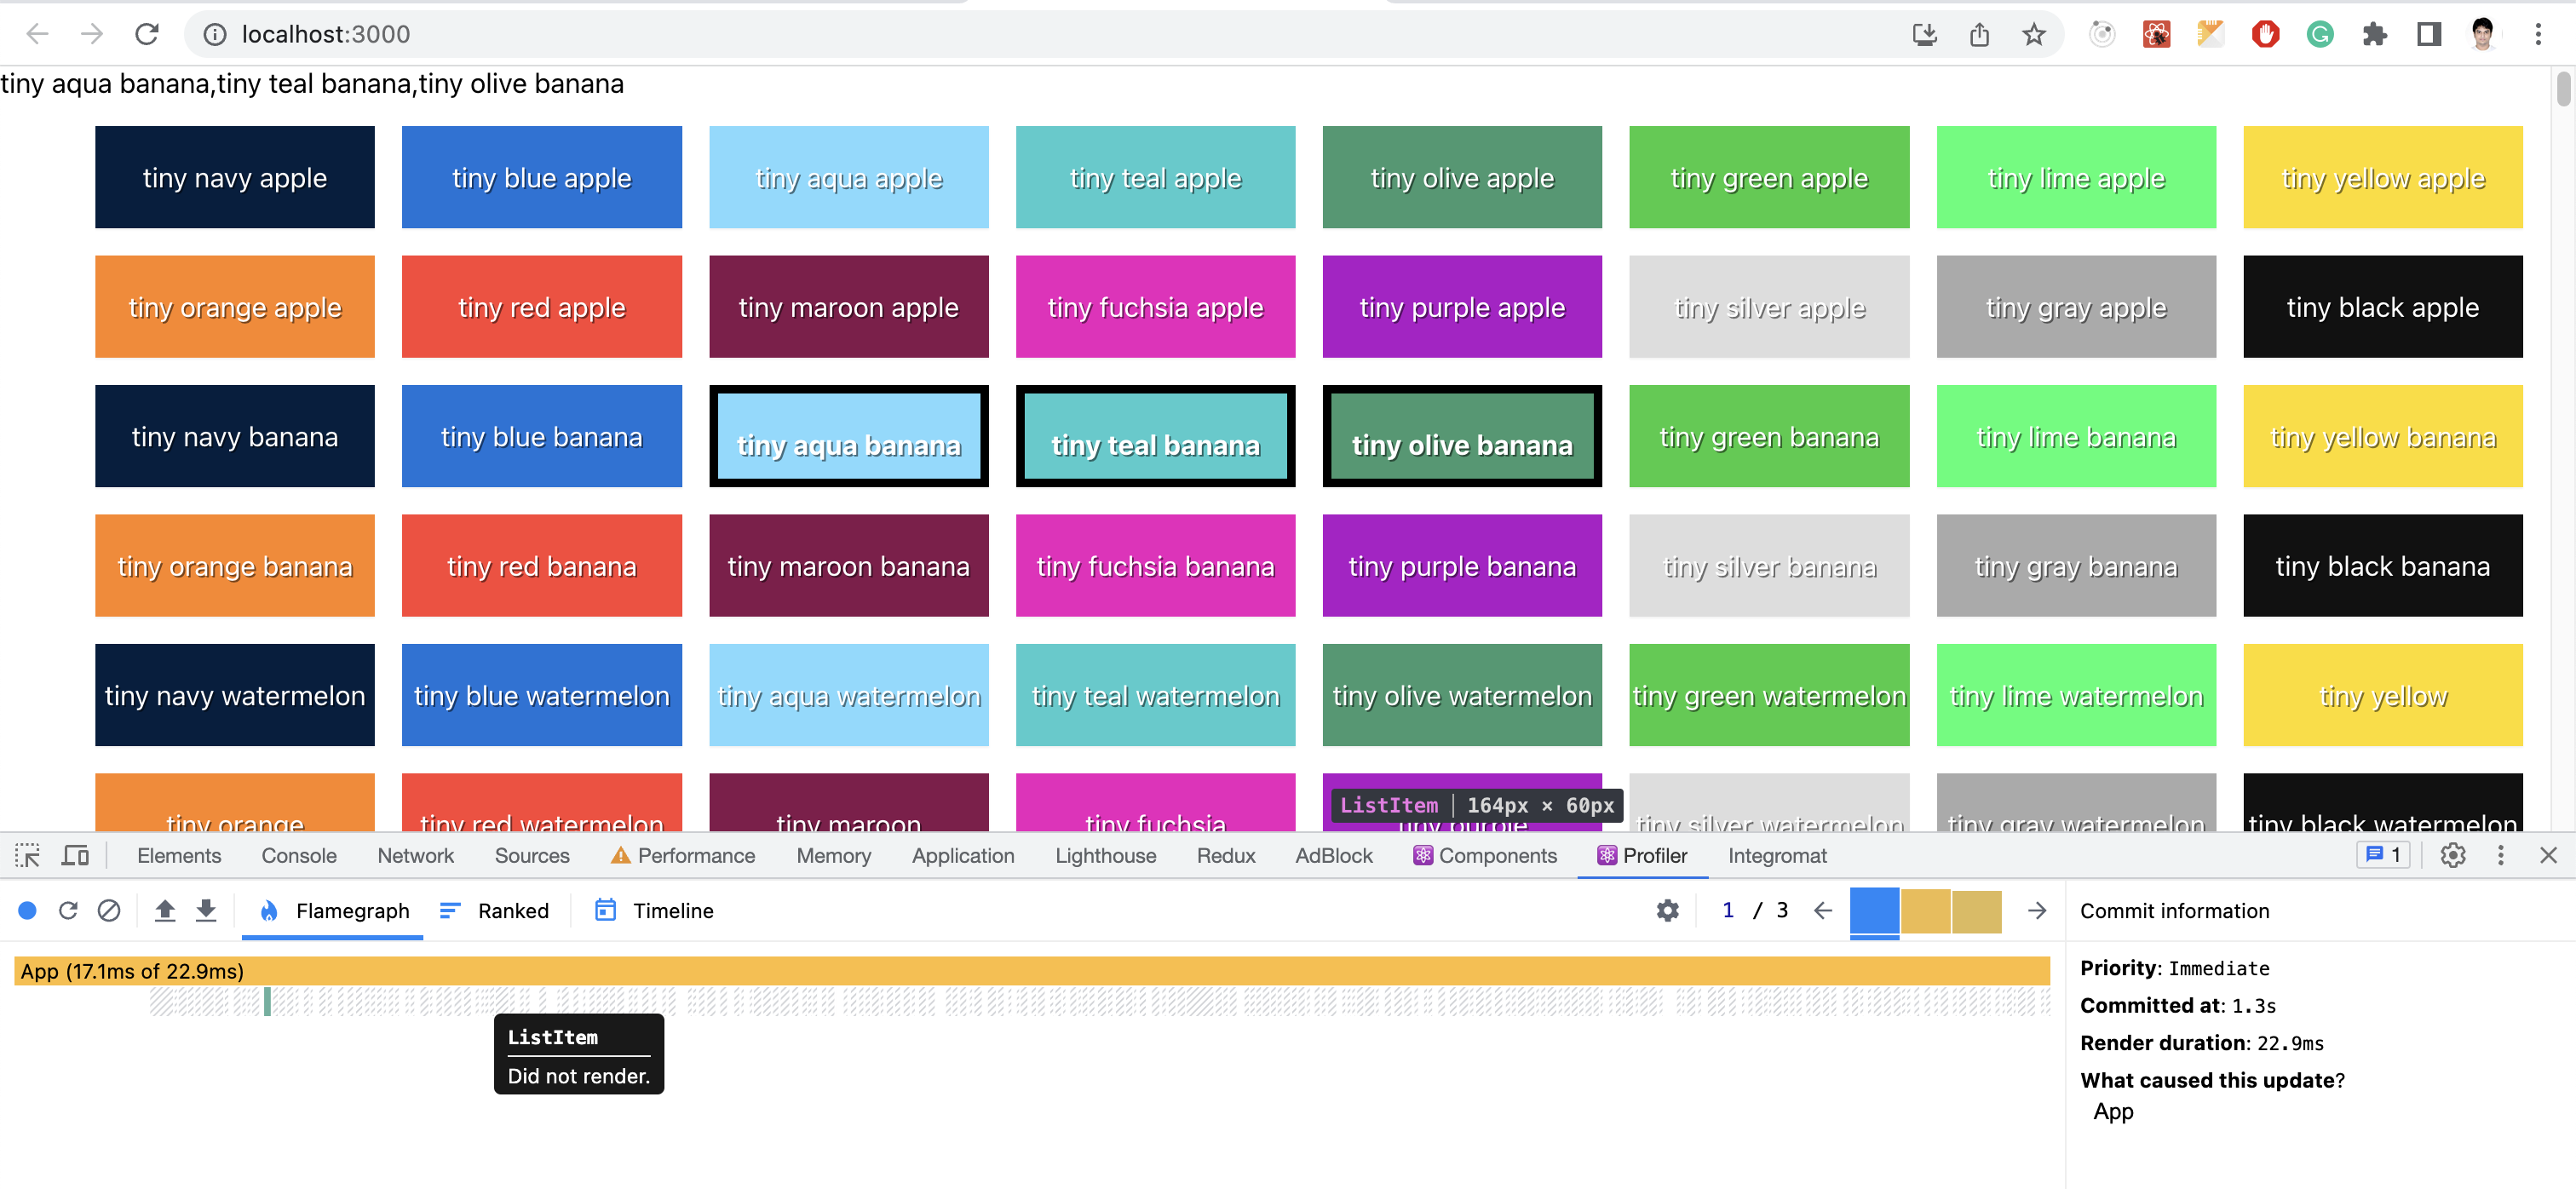 localhost:3000
tiny aqua banana,tiny teal banana,tiny olive banana
tiny navy apple
tiny blue apple
tiny aqua apple
tiny teal apple
tiny olive apple
tiny green apple
tiny lime apple
tiny yellow apple
tiny orange apple
tiny red apple
tiny maroon apple
tiny fuchsia apple
tiny purple apple
tiny silver apple
tiny gray apple
tiny black apple
tiny navy banana
tiny blue banana
tiny aqua banana
tiny teal banana
tiny olive banana
tiny green banana
tiny lime banana
tiny yellow banana
tiny orange banana
tiny red banana
tiny maroon banana
tiny fuchsia banana
tiny purple banana
tiny silver banana
tiny gray banana
tiny black banana
tiny navy watermelon
tiny blue watermelon
tiny aqua watermelon
tiny teal watermelon
tiny olive watermelon
tiny green watermelon
tiny lime watermelon
tiny yellow
tiny orange
tiny red watermelon
tiny maroon
tiny fuchsia
ListItem 164px × 60px
tiny purple
tiny silver watermelon
tiny gray watermelon
tiny black watermelon
Elements Console Network Sources Performance Memory Application Lighthouse Redux AdBlock Components Profiler Integromat 1
Flamegraph Ranked Timeline 1 / 3 Commit information
App (17.1ms of 22.9ms)
ListItem
Did not render.
Priority: Immediate
Committed at: 1.3s
Render duration: 22.9ms
What caused this update?
App